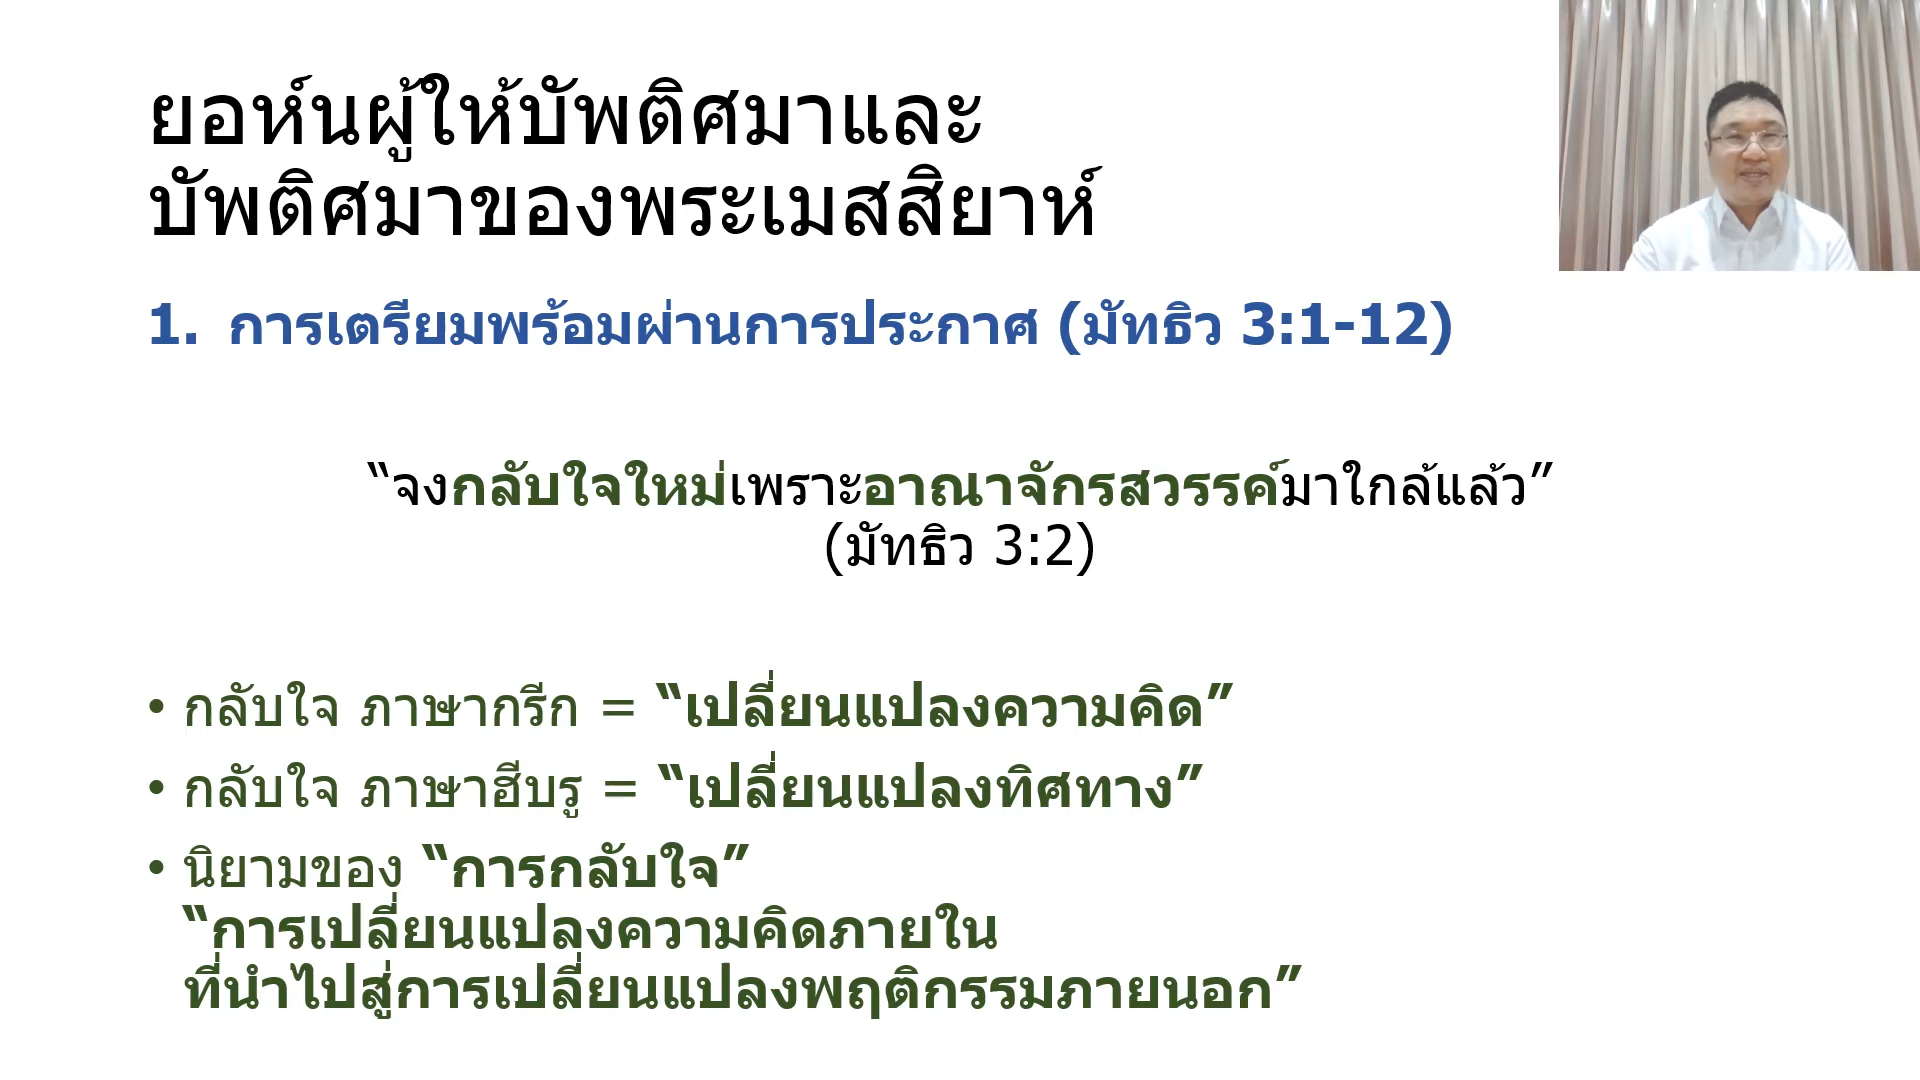 ยอห์นผู้ให้บัพติศมาและ
บัพติศมาของพระเมสสิยาห์
1. การเตรียมพร้อมผ่านการประกาศ (มัทธิว 3:1-12)
“จงกลับใจใหม่เพราะอาณาจักรสวรรค์มาใกล้แล้ว”
(มัทธิว 3:2)
• กลับใจ ภาษากรีก = “เปลี่ยนแปลงความคิด”
• กลับใจ ภาษาฮีบรู = “เปลี่ยนแปลงทิศทาง”
• นิยามของ “การกลับใจ”
“การเปลี่ยนแปลงความคิดภายใน
ที่นำไปสู่การเปลี่ยนแปลงพฤติกรรมภายนอก”